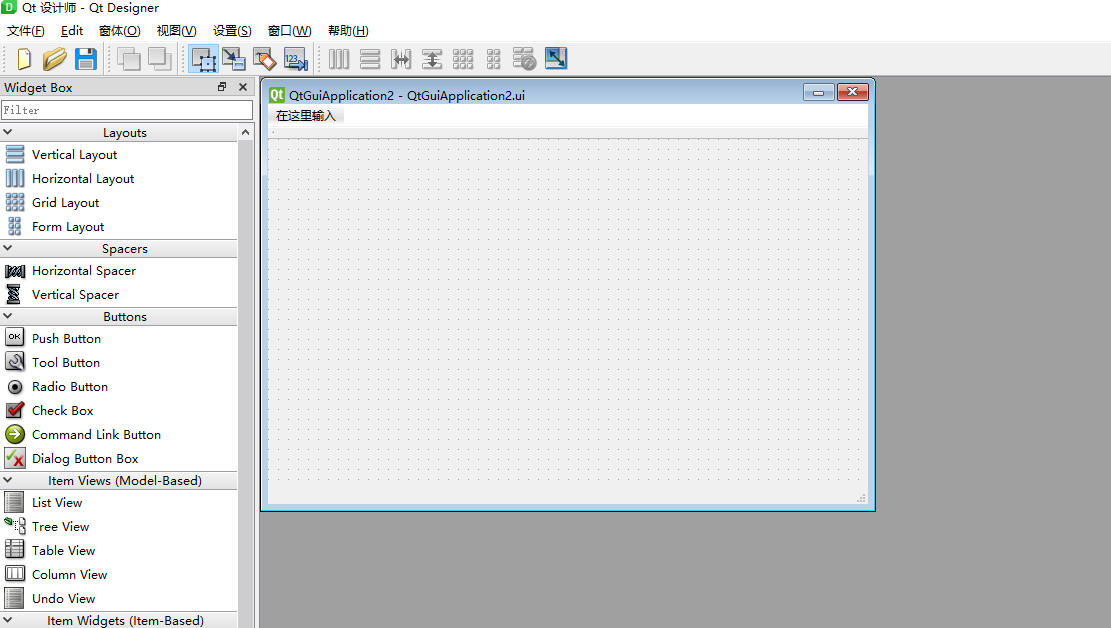 Qt 设计师 - Qt Designer
文件(F) Edit 窗体(O) 视图(V) 设置(S) 窗口(W) 帮助(H)
123
Widget Box
Filter
Layouts
Vertical Layout
Horizontal Layout
Grid Layout
Form Layout
Spacers
Horizontal Spacer
Vertical Spacer
Buttons
OK Push Button
Tool Button
Radio Button
Check Box
Command Link Button
Dialog Button Box
Item Views (Model-Based)
List View
Tree View
Table View
Column View
Undo View
Item Widgets (Item-Based)
Qt QtGuiApplication2 - QtGuiApplication2.ui
在这里输入